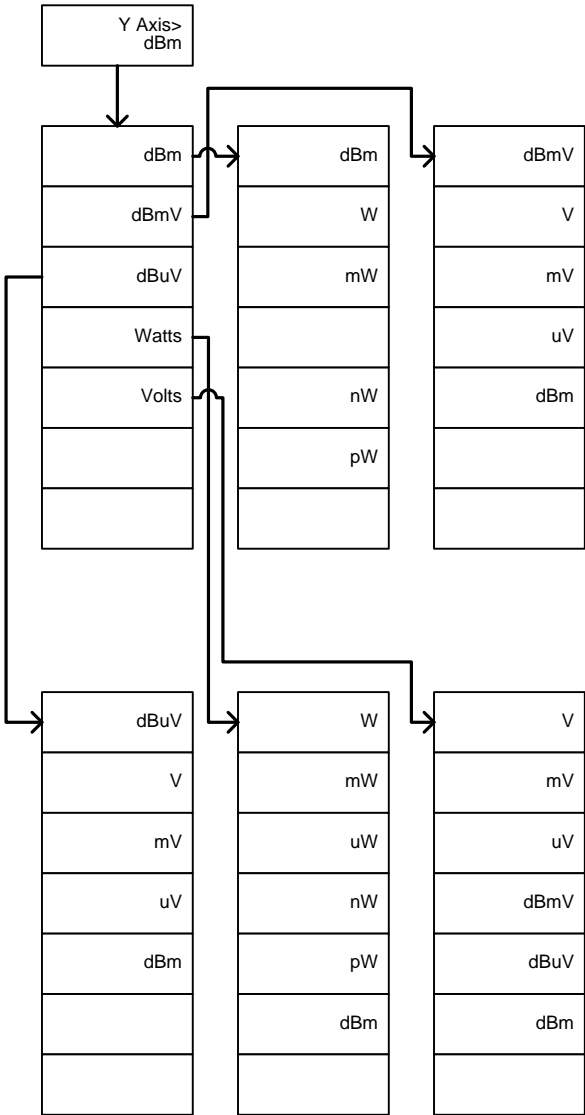 Y Axis>
dBm
dBm
dBmV
dBuV
Watts
Volts
dBm
W
mW
nW
pW
dBmV
V
mV
uV
dBm
dBuV
V
mV
uV
dBm
W
mW
uW
nW
pW
dBm
V
mV
uV
dBmV
dBuV
dBm